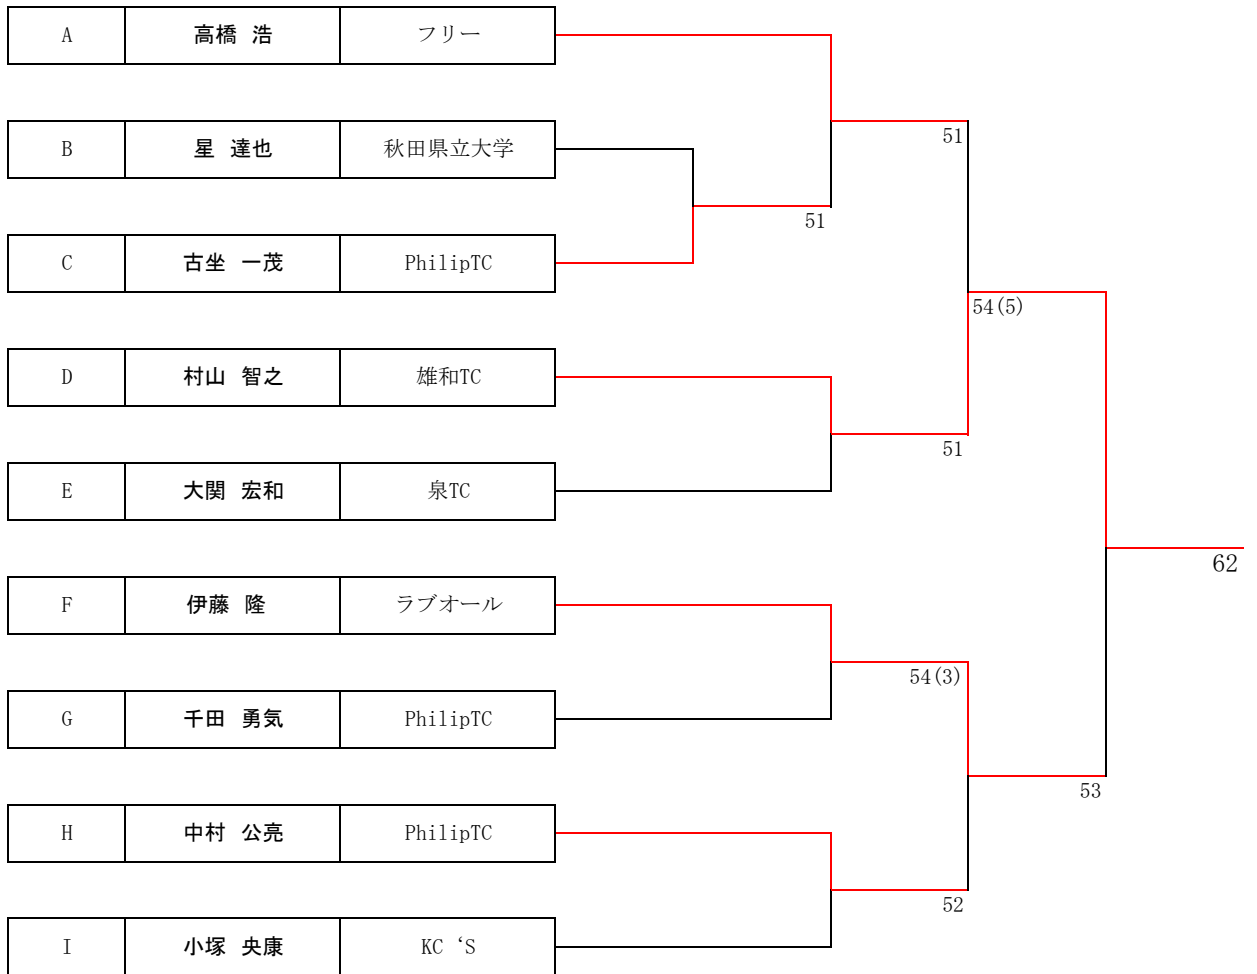 A 高橋 浩 フリー
51
B 星 達也 秋田県立大学
51
C 古坐 一茂 PhilipTC
54(5)
D 村山 智之 雄和TC
51
E 大関 宏和 泉TC
62
F 伊藤 隆 ラブオール
54(3)
G 千田 勇気 PhilipTC
53
H 中村 公亮 PhilipTC
52
I 小塚 央康 KC‘S